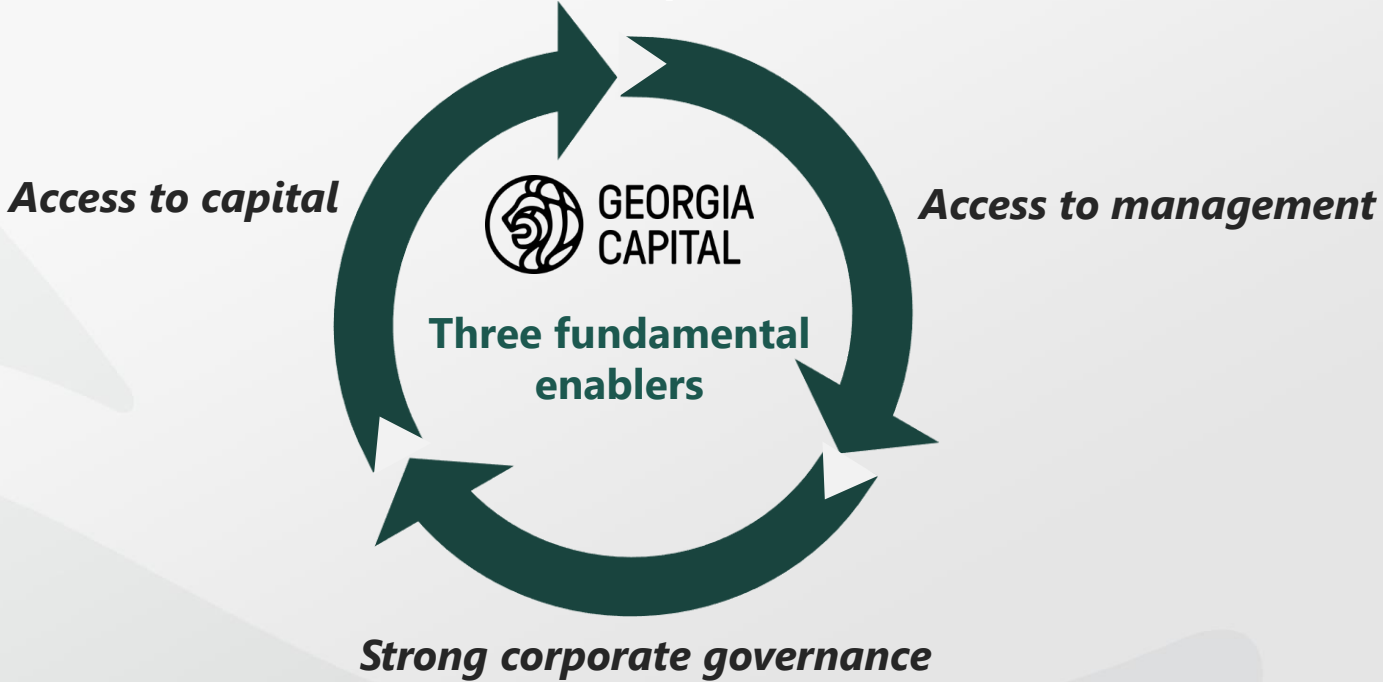 Access to capital
GEORGIA
CAPITAL
Access to management
Three fundamental
enablers
Strong corporate governance